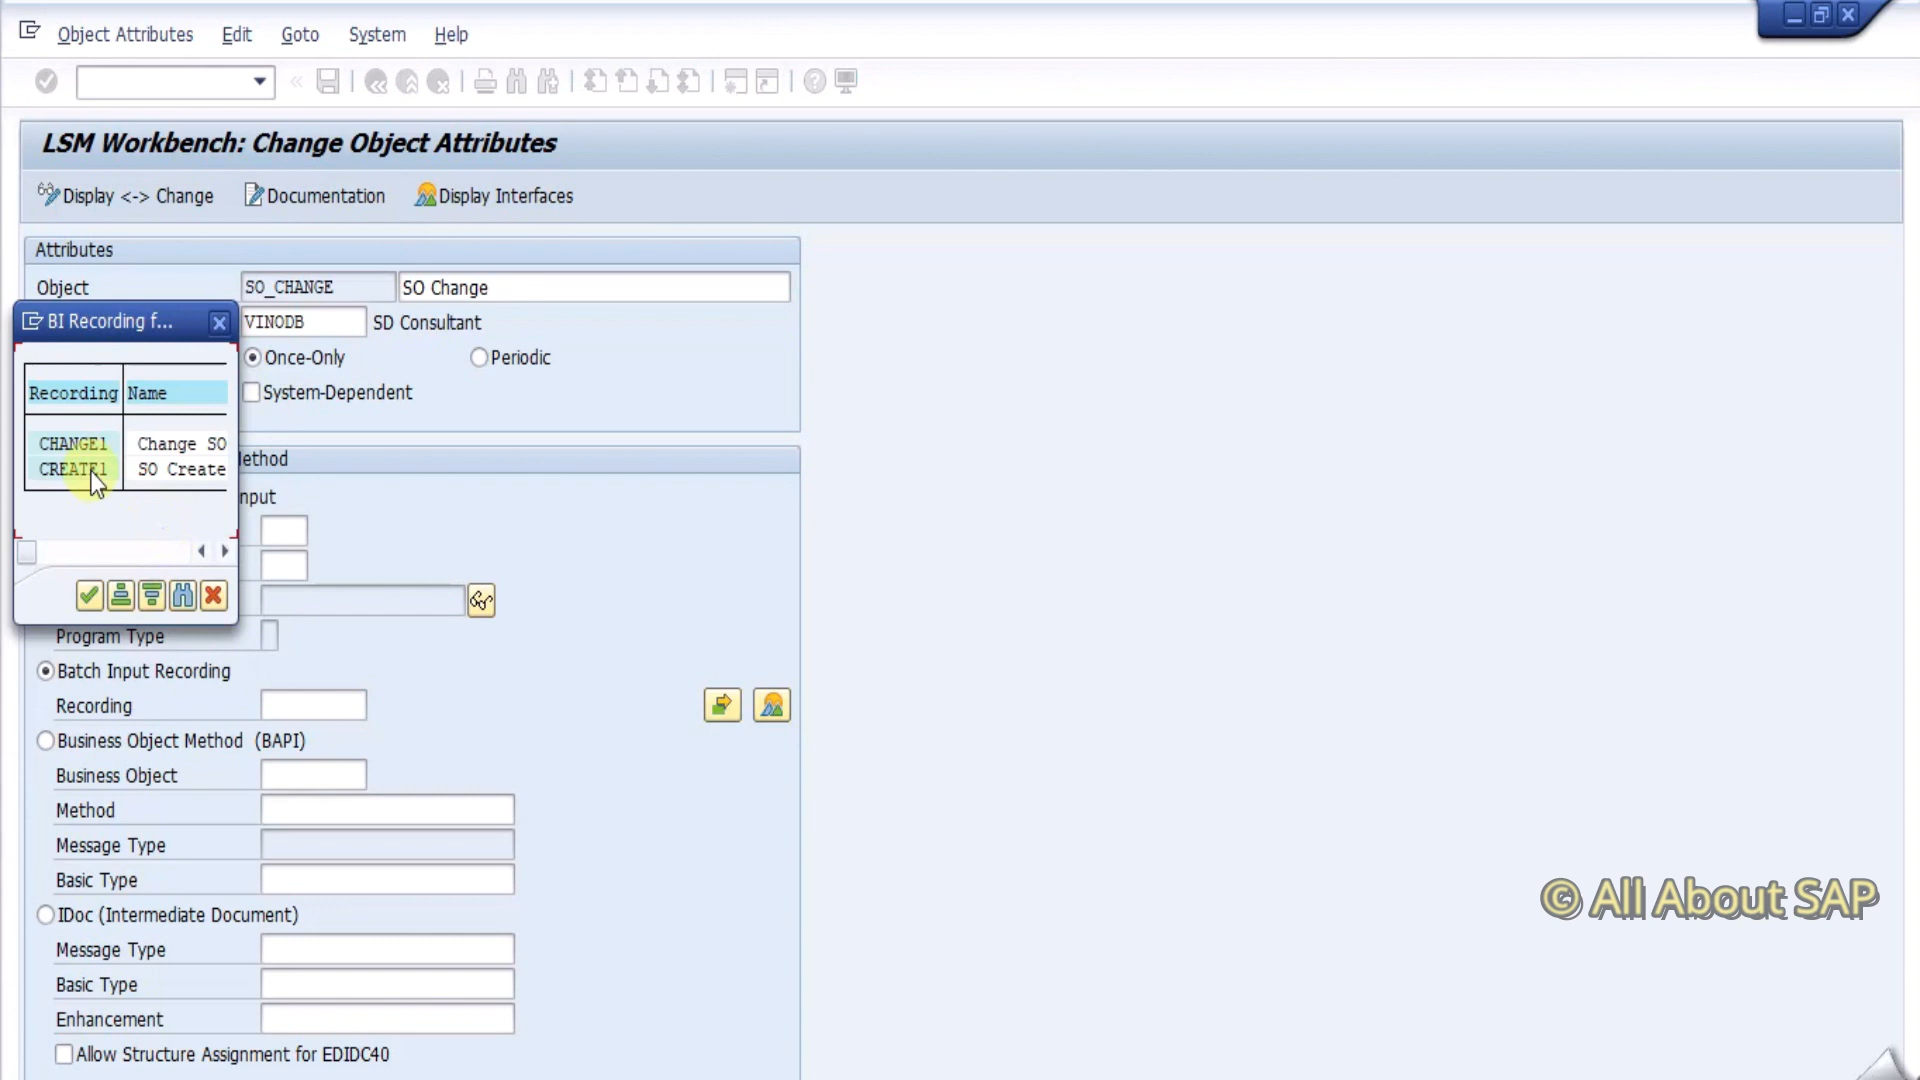 Object Attributes Edit Goto System Help
LSM Workbench: Change Object Attributes
Display <-> Change Documentation Display Interfaces
Attributes
Object SO_CHANGE SO Change
VINODB SD Consultant
Once-Only Periodic
System-Dependent
BI Recording f...
Recording Name
CHANGE1 Change SO
CREATE1 SO Create
ethod
nput
Program Type
Batch Input Recording
Recording
Business Object Method (BAPI)
Business Object
Method
Message Type
Basic Type
IDoc (Intermediate Document)
Message Type
Basic Type
Enhancement
Allow Structure Assignment for EDIDC40
© All About SAP